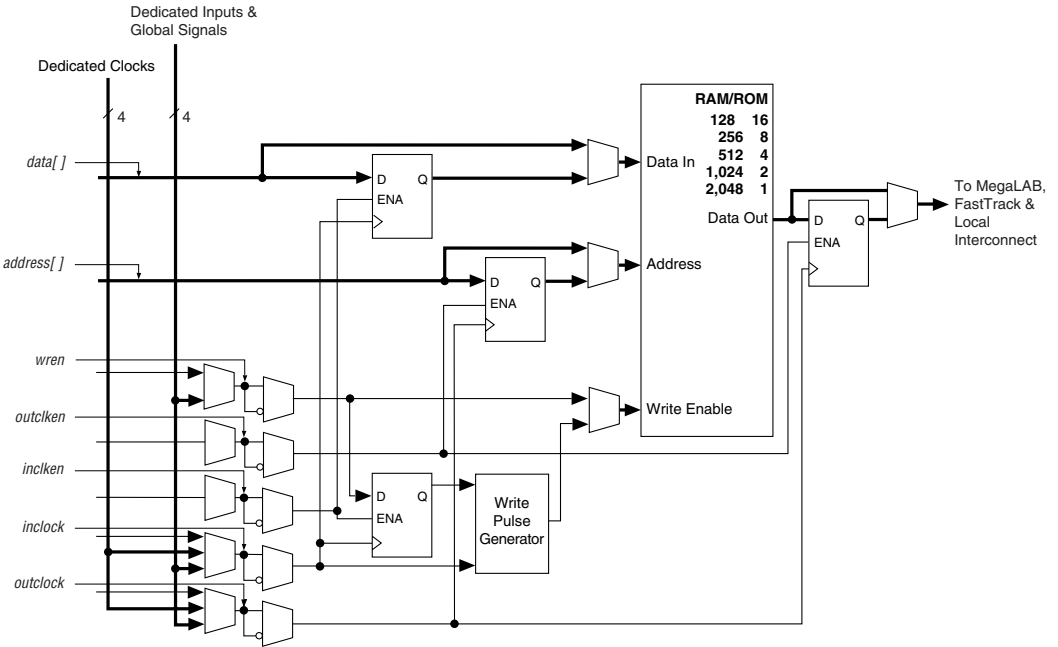 Dedicated Inputs &
Global Signals
Dedicated Clocks
4
4
RAM/ROM
128 16
256 8
512 4
1,024 2
2,048 1
data[ ]
D Q
ENA
Data In
Data Out
D Q
ENA
To MegaLAB,
FastTrack &
Local
Interconnect
address[ ]
D Q
ENA
Address
wren
outclken
Write Enable
inclken
D Q
ENA
Write
Pulse
Generator
inclock
outclock